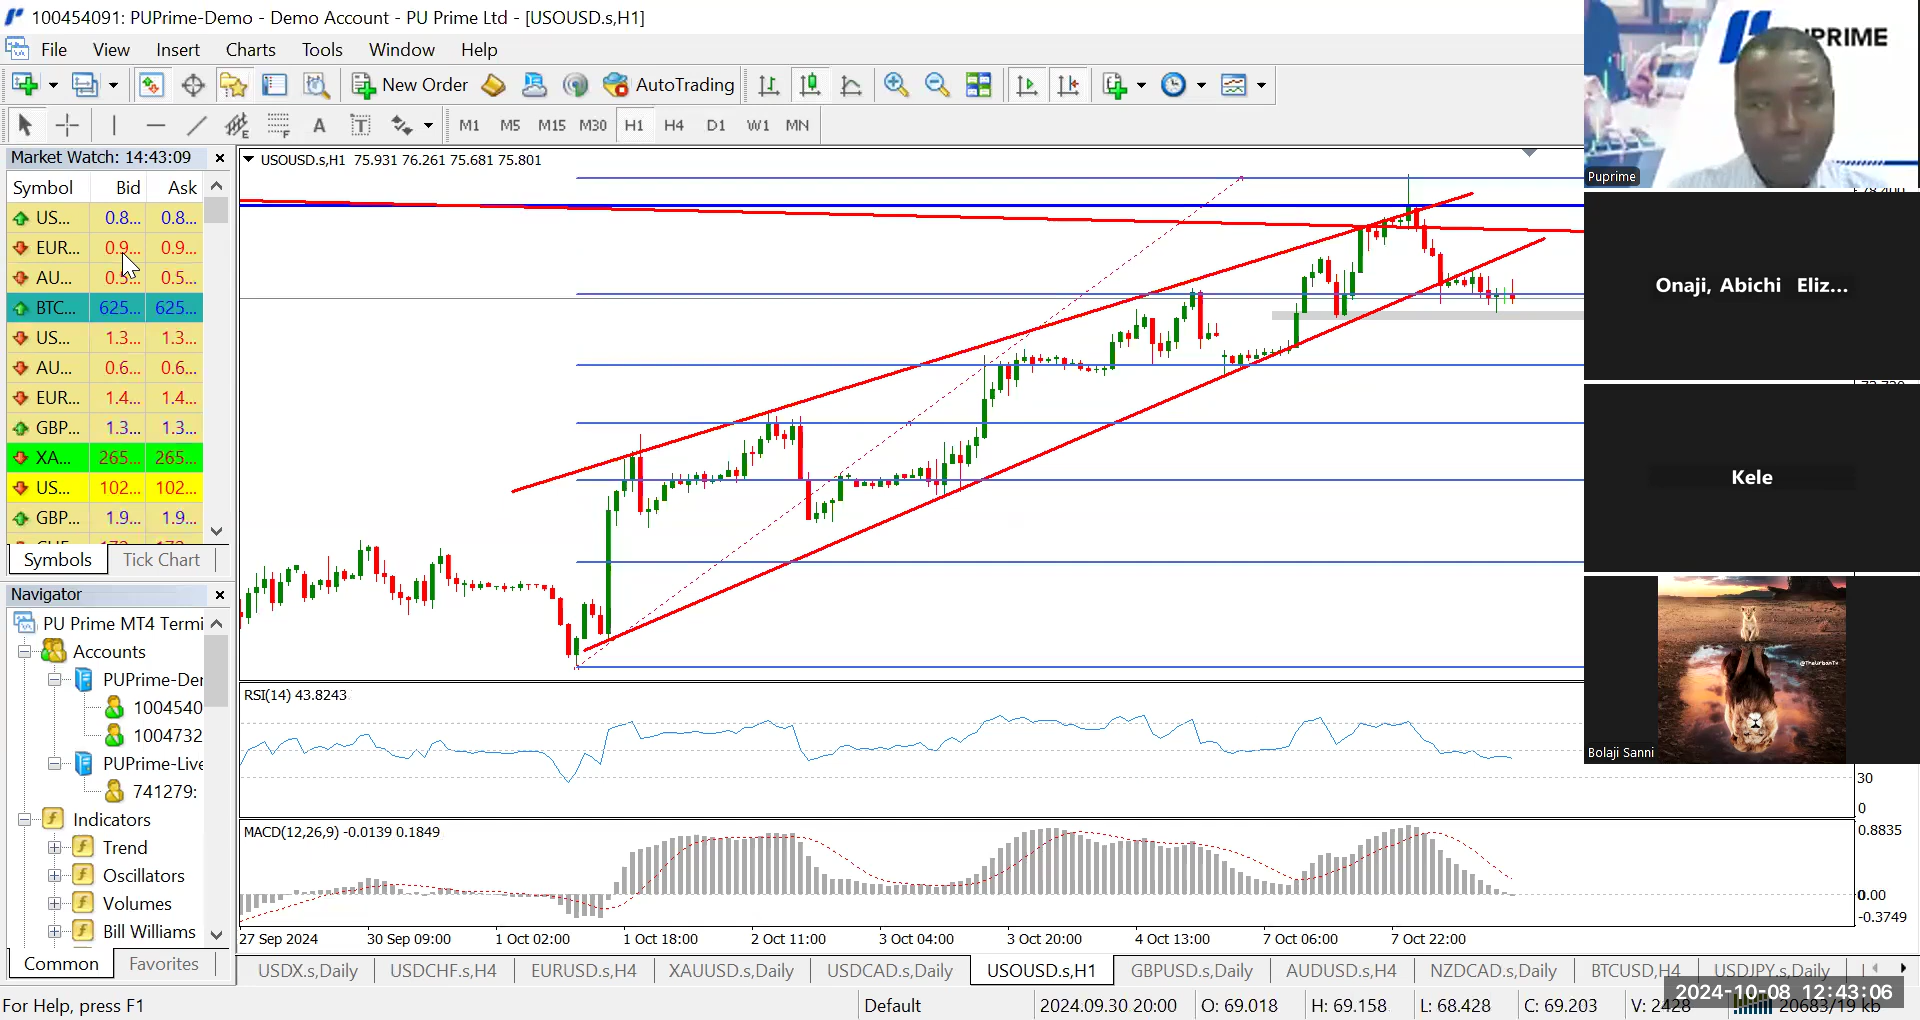 100454091: PUPrime-Demo - Demo Account - PU Prime Ltd - [USOUSD.s,H1]
File View Insert Charts Tools Window Help
New Order AutoTrading
A T
M1 M5 M15 M30 H1 H4 D1 W1 MN
Market Watch: 14:43:09
Symbol Bid Ask
US... 0.8... 0.8...
EUR... 0.9... 0.9...
AU... 0.5... 0.5...
BTC... 625... 625...
US... 1.3... 1.3...
AU... 0.6... 0.6...
EUR... 1.4... 1.4...
GBP... 1.3... 1.3...
XA... 265... 265...
US... 102... 102...
GBP... 1.9... 1.9...
Symbols Tick Chart
Navigator
PU Prime MT4 Termi
Accounts
PUPrime-Der
1004540
1004732
PUPrime-Live
741279:
Indicators
Trend
Oscillators
Volumes
Bill Williams
Common Favorites
USOUSD.s,H1 75.931 76.261 75.681 75.801
RSI(14) 43.8243
30
0
MACD(12,26,9) -0.0139 0.1849
0.8835
0.00
-0.3749
27 Sep 2024 30 Sep 09:00 1 Oct 02:00 1 Oct 18:00 2 Oct 11:00 3 Oct 04:00 3 Oct 20:00 4 Oct 13:00 7 Oct 06:00 7 Oct 22:00
USDX.s,Daily USDCHF.s,H4 EURUSD.s,H4 XAUUSD.s,Daily USDCAD.s,Daily USOUSD.s,H1 GBPUSD.s,Daily AUDUSD.s,H4 NZDCAD.s,Daily BTCUSD,H4 USDJPY.s,Daily
For Help, press F1 Default 2024.09.30 20:00 O: 69.018 H: 69.158 L: 68.428 C: 69.203 V: 2428 20683/19 kb
2024-10-08 12:43:06
PRIME
Puprime
Onaji, Abichi Eliz...
Kele
@TheUrbanTv
Bolaji Sanni